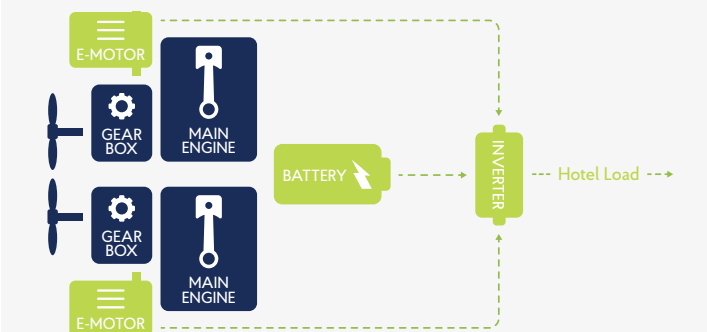 E-MOTOR
GEAR
BOX
MAIN
ENGINE
BATTERY
INVERTER
Hotel Load
GEAR
BOX
MAIN
ENGINE
E-MOTOR